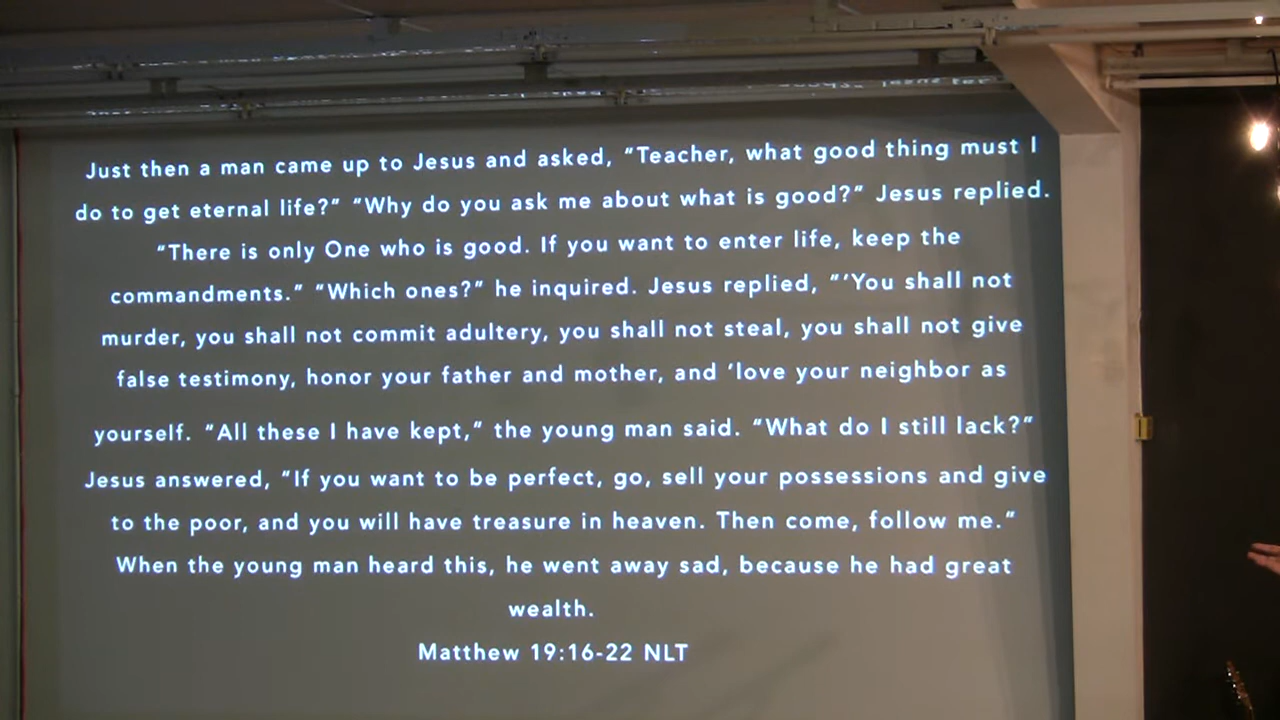 Just then a man came up to Jesus and asked, "Teacher, what good thing must I
do to get eternal life?" "Why do you ask me about what is good?" Jesus replied.
"There is only One who is good. If you want to enter life, keep the
commandments." "Which ones?" he inquired. Jesus replied, "'You shall not
murder, you shall not commit adultery, you shall not steal, you shall not give
false testimony, honor your father and mother, and 'love your neighbor as
yourself. "All these I have kept," the young man said. "What do I still lack?"
Jesus answered, "If you want to be perfect, go, sell your possessions and give
to the poor, and you will have treasure in heaven. Then come, follow me."
When the young man heard this, he went away sad, because he had great
wealth.
Matthew 19:16-22 NLT